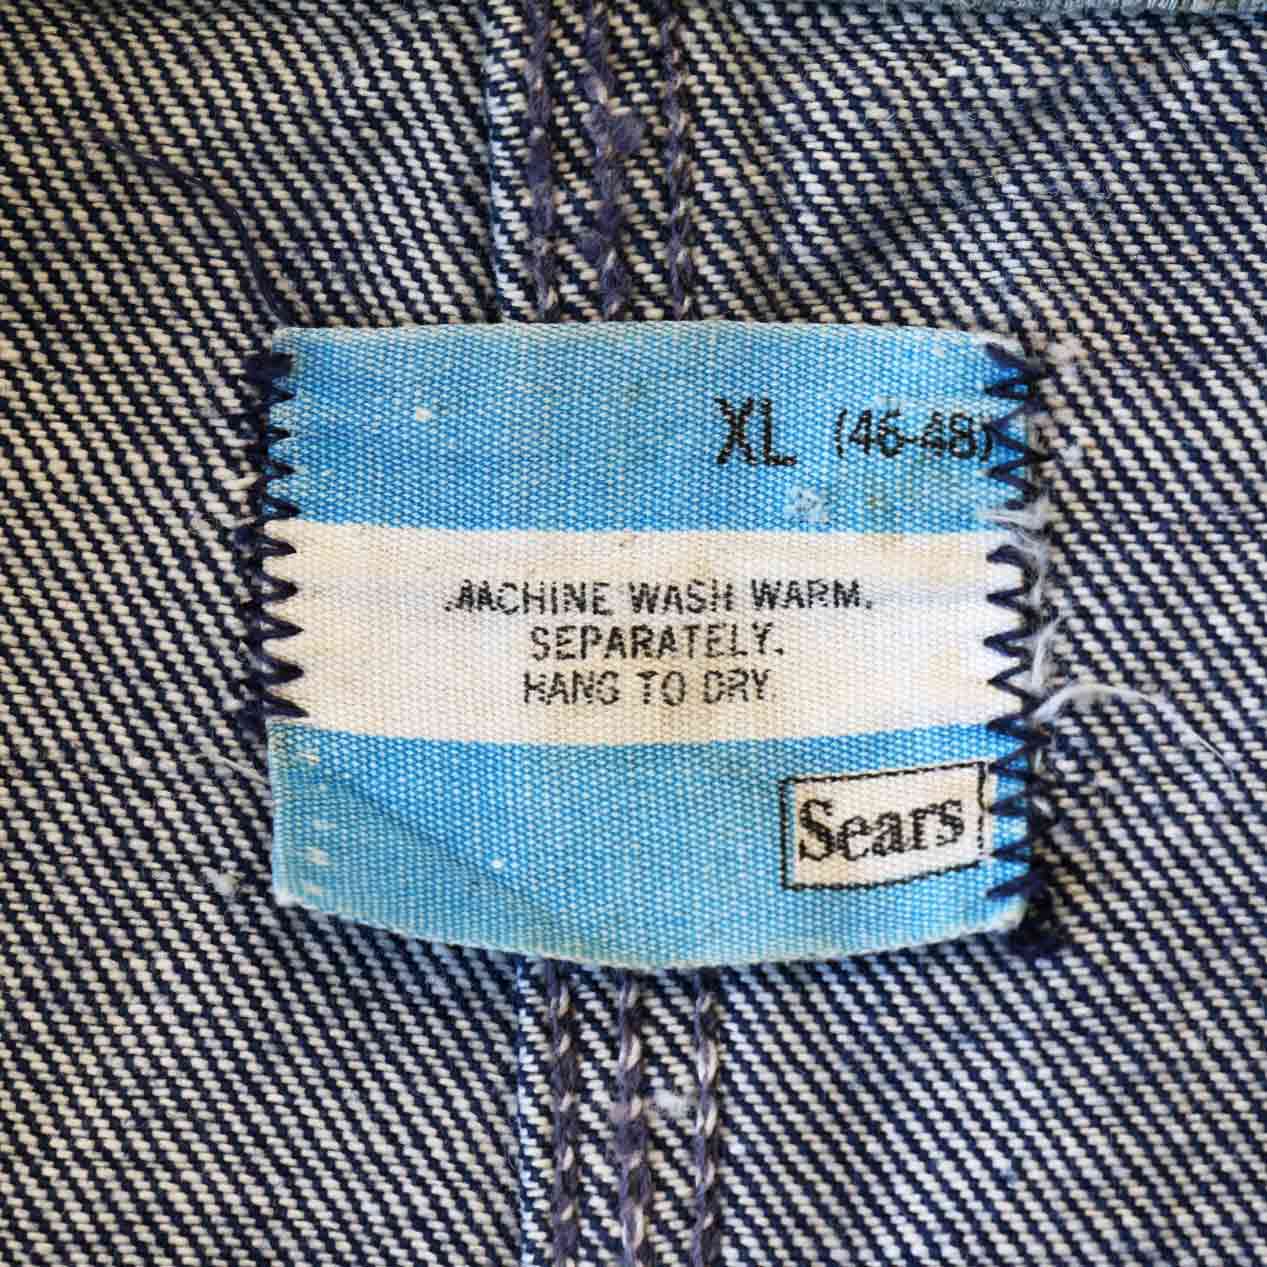 XL (46-48)
MACHINE WASH WARM.
SEPARATELY.
HANG TO DRY.
Sears